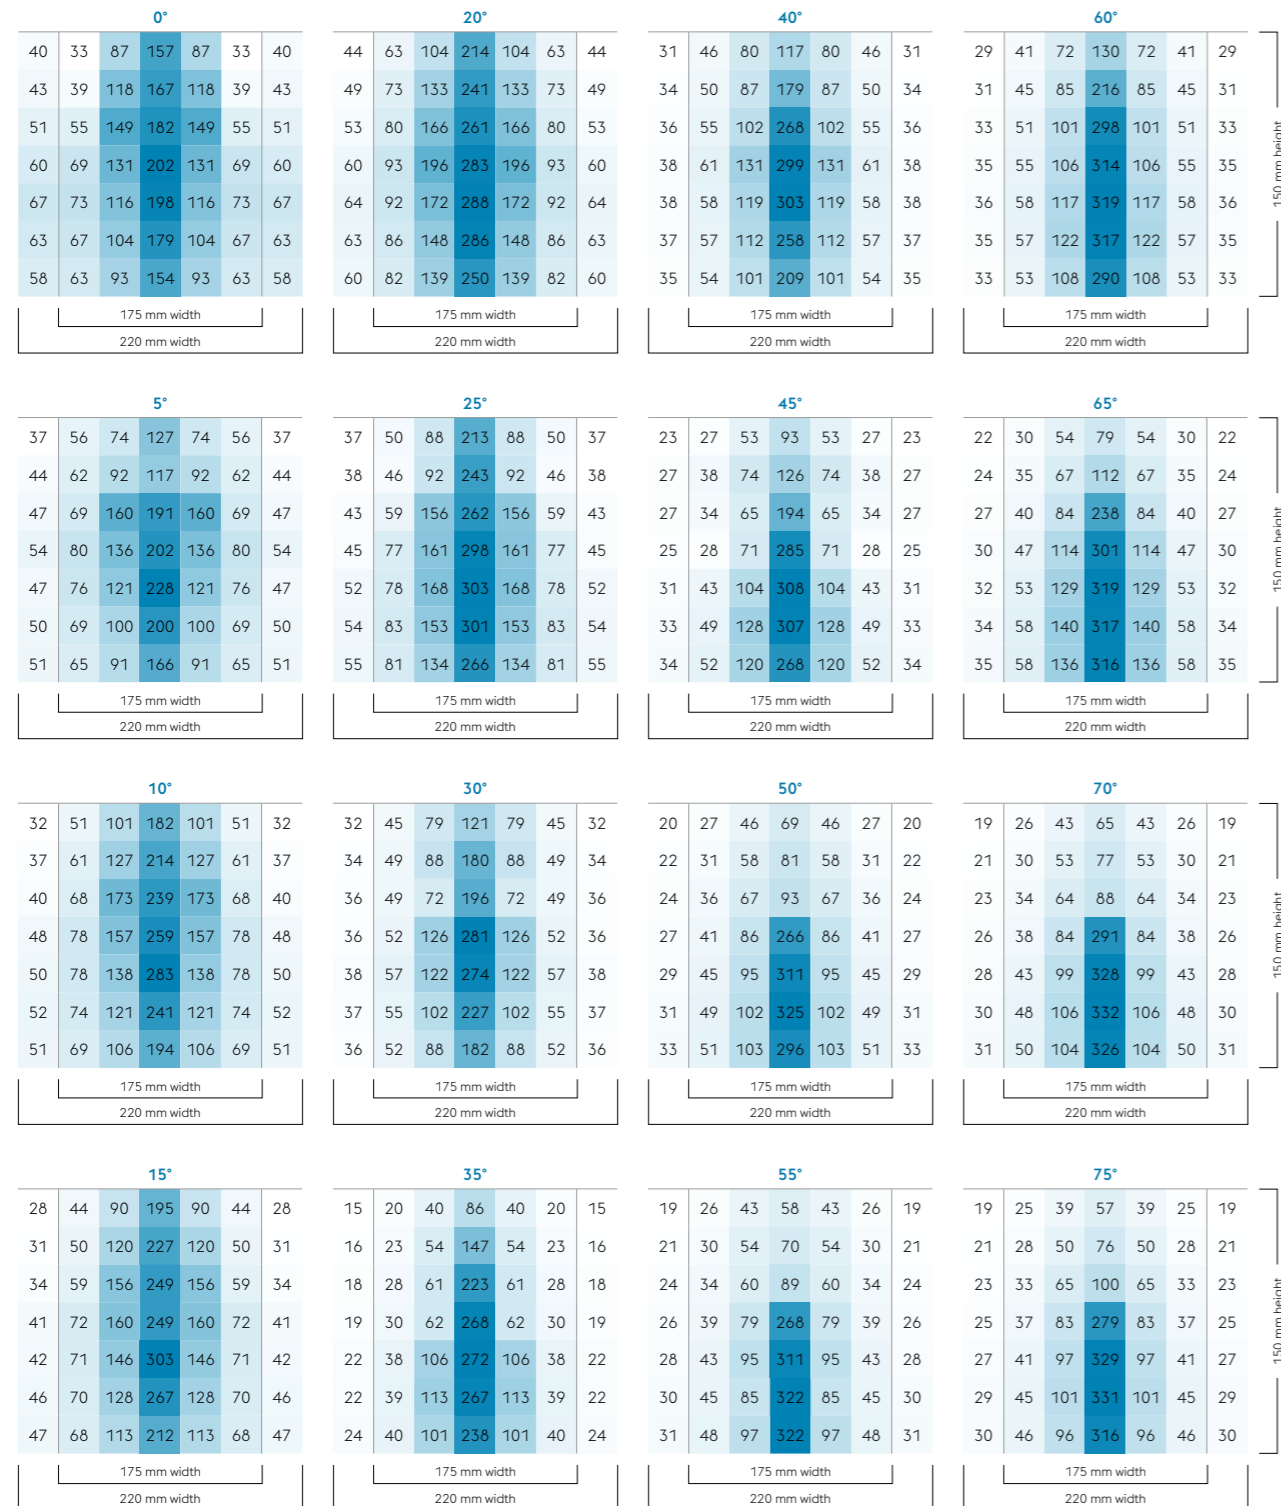 0° 20° 40° 60°
40 33 87 157 87 33 40 44 63 104 214 104 63 44 31 46 80 117 80 46 31 29 41 72 130 72 41 29
43 39 118 167 118 39 43 49 73 133 241 133 73 49 34 50 87 179 87 50 34 31 45 85 216 85 45 31
51 55 149 182 149 55 51 53 80 166 261 166 80 53 36 55 102 268 102 55 36 33 51 101 298 101 51 33
60 69 131 202 131 69 60 60 93 196 283 196 93 60 38 61 131 299 131 61 38 35 55 106 314 106 55 35
67 73 116 198 116 73 67 64 92 172 288 172 92 64 38 58 119 303 119 58 38 36 58 117 319 117 58 36
63 67 104 179 104 67 63 63 86 148 286 148 86 63 37 57 112 258 112 57 37 35 57 122 317 122 57 35
58 63 93 154 93 63 58 60 82 139 250 139 82 60 35 54 101 209 101 54 35 33 53 108 290 108 53 33
150 mm height
175 mm width 175 mm width 175 mm width 175 mm width
220 mm width 220 mm width 220 mm width 220 mm width
5° 25° 45° 65°
37 56 74 127 74 56 37 37 50 88 213 88 50 37 23 27 53 93 53 27 23 22 30 54 79 54 30 22
44 62 92 117 92 62 44 38 46 92 243 92 46 38 27 38 74 126 74 38 27 24 35 67 112 67 35 24
47 69 160 191 160 69 47 43 59 156 262 156 59 43 27 34 65 194 65 34 27 27 40 84 238 84 40 27
54 80 136 202 136 80 54 45 77 161 298 161 77 45 25 28 71 285 71 28 25 30 47 114 301 114 47 30
47 76 121 228 121 76 47 52 78 168 303 168 78 52 31 43 104 308 104 43 31 32 53 129 319 129 53 32
50 69 100 200 100 69 50 54 83 153 301 153 83 54 33 49 128 307 128 49 33 34 58 140 317 140 58 34
51 65 91 166 91 65 51 55 81 134 266 134 81 55 34 52 120 268 120 52 34 35 58 136 316 136 58 35
150 mm height
175 mm width 175 mm width 175 mm width 175 mm width
220 mm width 220 mm width 220 mm width 220 mm width
10° 30° 50° 70°
32 51 101 182 101 51 32 32 45 79 121 79 45 32 20 27 46 69 46 27 20 19 26 43 65 43 26 19
37 61 127 214 127 61 37 34 49 88 180 88 49 34 22 31 58 81 58 31 22 21 30 53 77 53 30 21
40 68 173 239 173 68 40 36 49 72 196 72 49 36 24 36 67 93 67 36 24 23 34 64 88 64 34 23
48 78 157 259 157 78 48 36 52 126 281 126 52 36 27 41 86 266 86 41 27 26 38 84 291 84 38 26
50 78 138 283 138 78 50 38 57 122 274 122 57 38 29 45 95 311 95 45 29 28 43 99 328 99 43 28
52 74 121 241 121 74 52 37 55 102 227 102 55 37 31 49 102 325 102 49 31 30 48 106 332 106 48 30
51 69 106 194 106 69 51 36 52 88 182 88 52 36 33 51 103 296 103 51 33 31 50 104 326 104 50 31
150 mm height
175 mm width 175 mm width 175 mm width 175 mm width
220 mm width 220 mm width 220 mm width 220 mm width
15° 35° 55° 75°
28 44 90 195 90 44 28 15 20 40 86 40 20 15 19 26 43 58 43 26 19 19 25 39 57 39 25 19
31 50 120 227 120 50 31 16 23 54 147 54 23 16 21 30 54 70 54 30 21 21 28 50 76 50 28 21
34 59 156 249 156 59 34 18 28 61 223 61 28 18 24 34 60 89 60 34 24 23 33 65 100 65 33 23
41 72 160 249 160 72 41 19 30 62 268 62 30 19 26 39 79 268 79 39 26 25 37 83 279 83 37 25
42 71 146 303 146 71 42 22 38 106 272 106 38 22 28 43 95 311 95 43 28 27 41 97 329 97 41 27
46 70 128 267 128 70 46 22 39 113 267 113 39 22 30 45 85 322 85 45 30 29 45 101 331 101 45 29
47 68 113 212 113 68 47 24 40 101 238 101 40 24 31 48 97 322 97 48 31 30 46 96 316 96 46 30
150 mm height
175 mm width 175 mm width 175 mm width 175 mm width
220 mm width 220 mm width 220 mm width 220 mm width